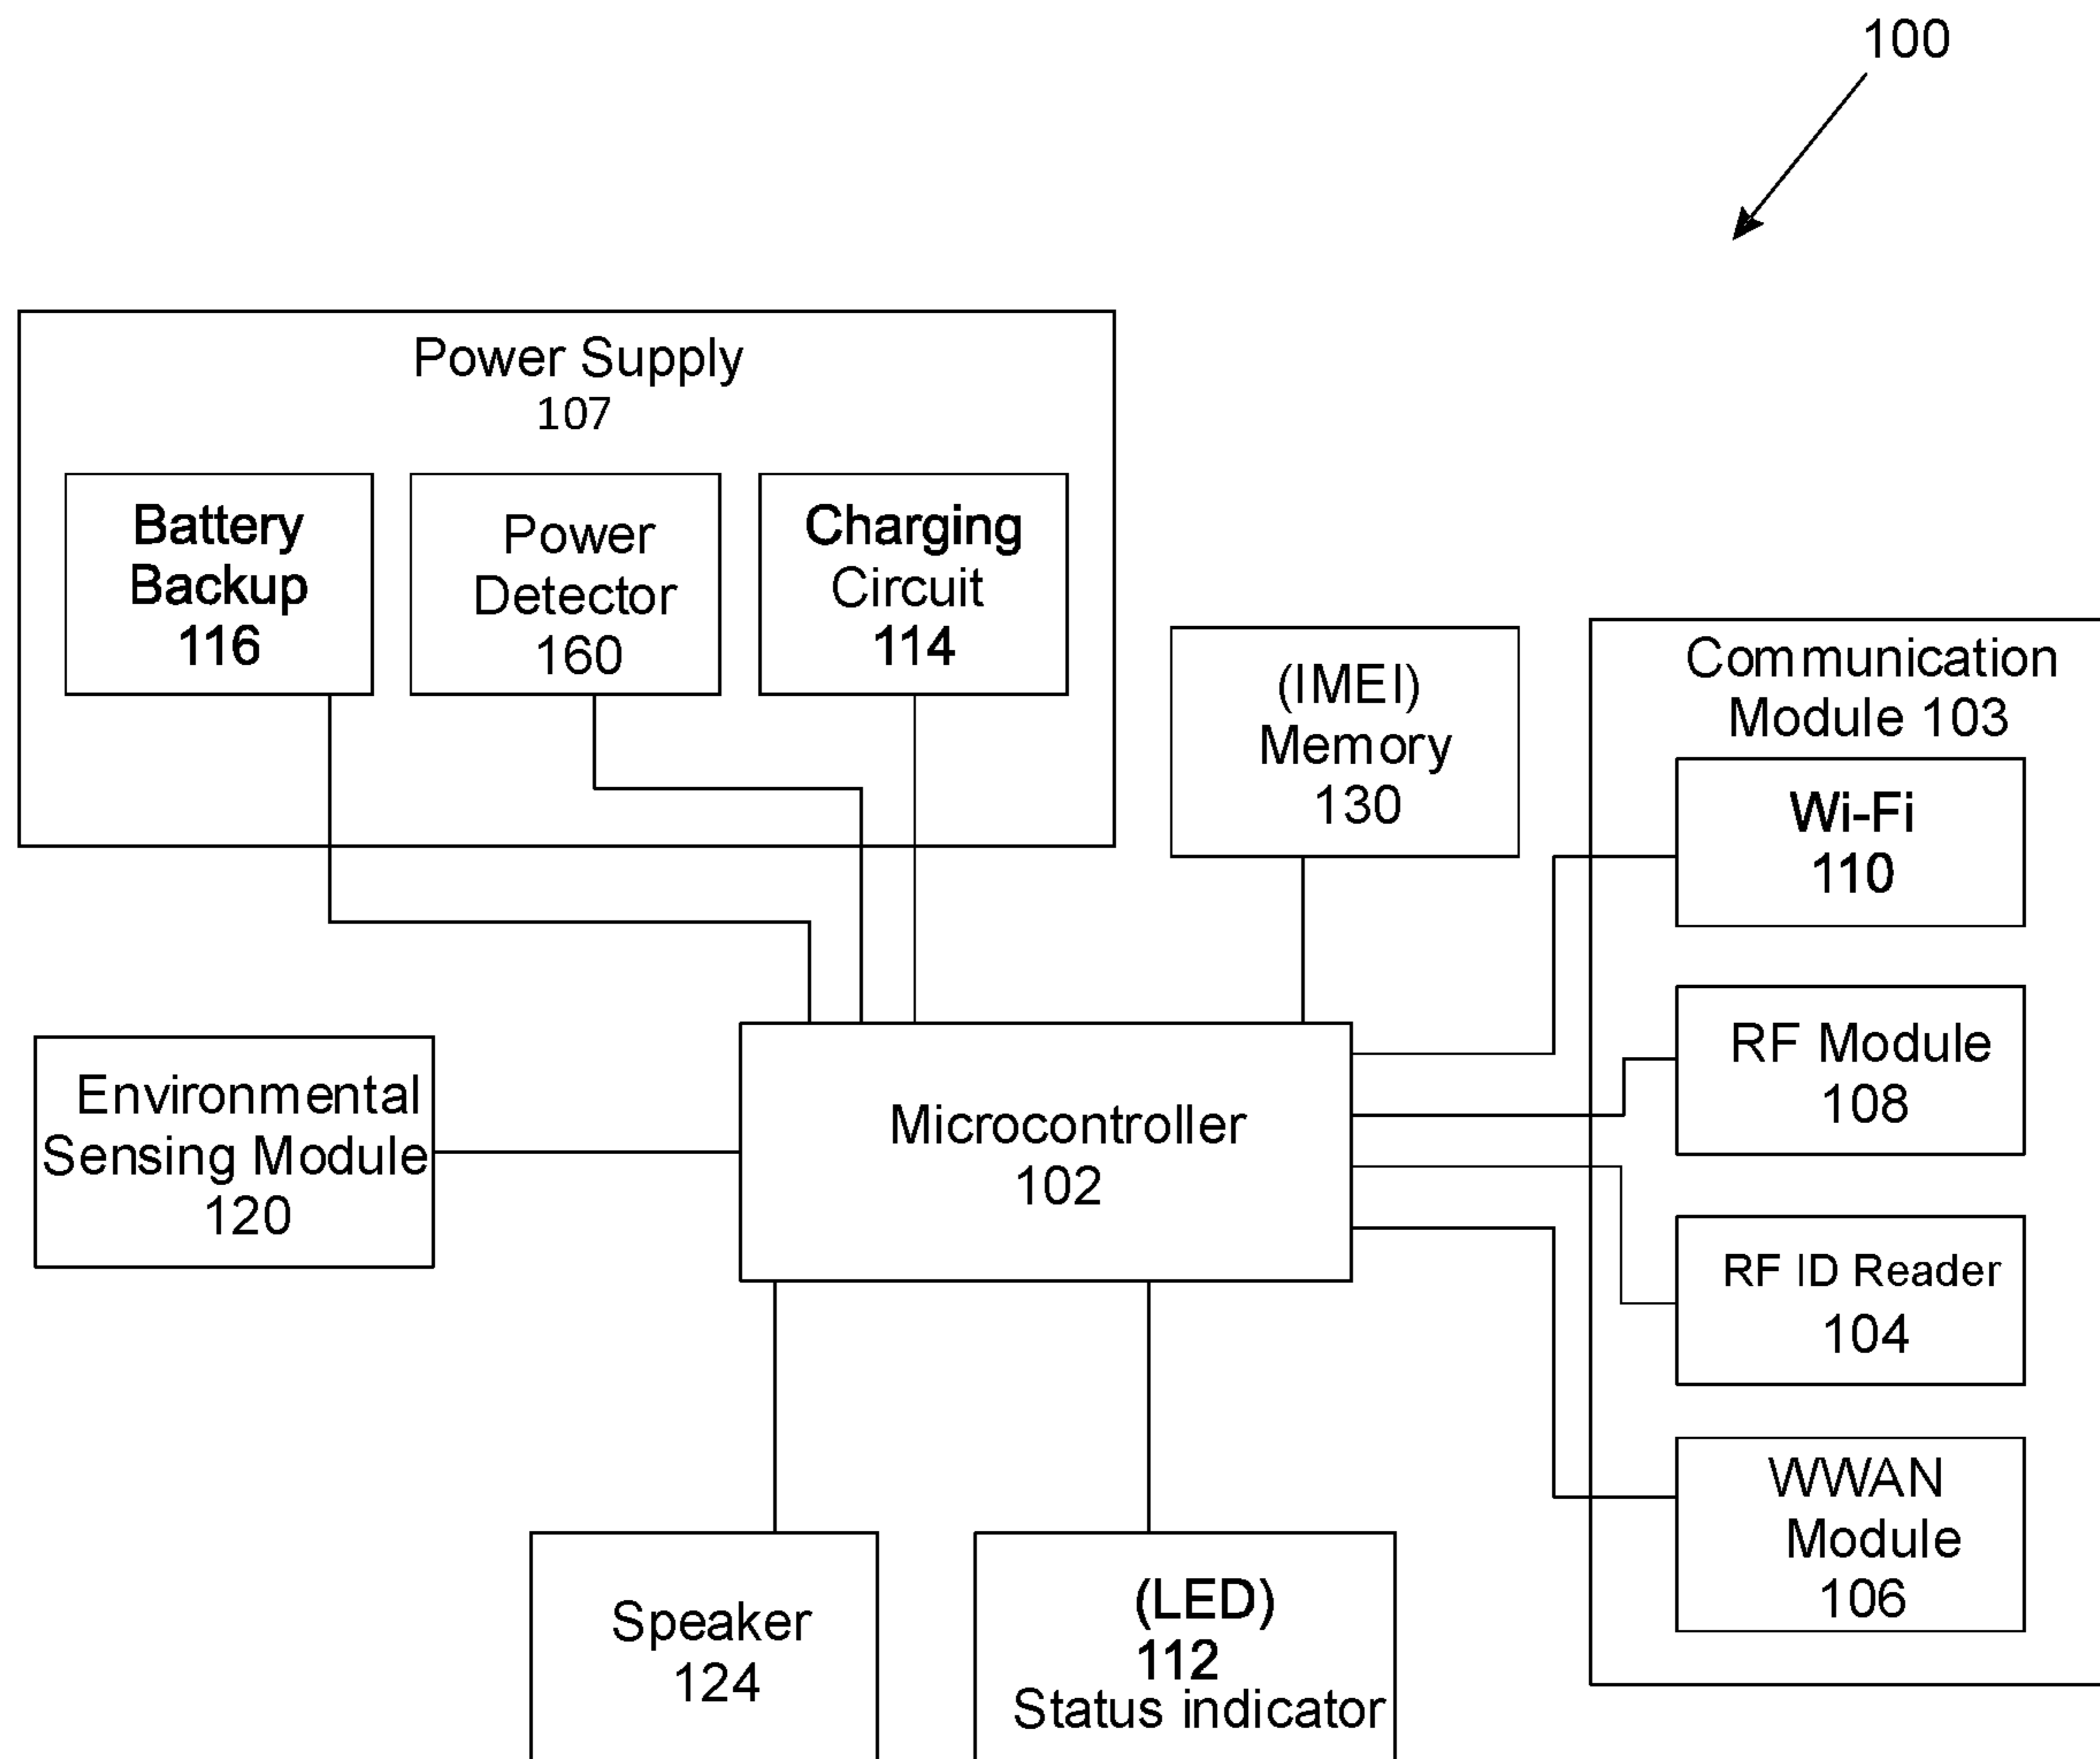 100
Power Supply
107
Battery
Backup
116
Power
Detector
160
Charging
Circuit
114
(IMEI)
Memory
130
Communication
Module 103
Wi-Fi
110
RF Module
108
RF ID Reader
104
WWAN
Module
106
Environmental
Sensing Module
120
Microcontroller
102
Speaker
124
(LED)
112
Status indicator